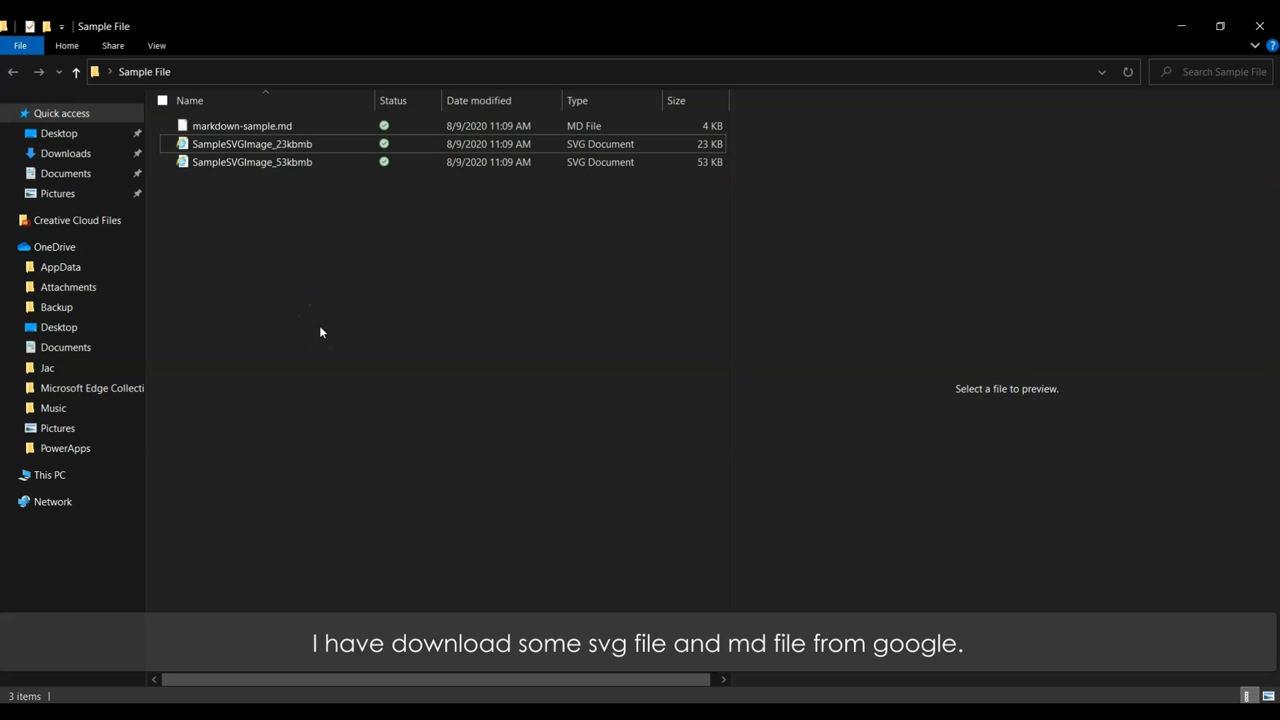 Sample File
File Home Share View
Sample File
Search Sample File
Name Status Date modified Type Size
markdown-sample.md 8/9/2020 11:09 AM MD File 4 KB
SampleSVGImage_23kbmb 8/9/2020 11:09 AM SVG Document 23 KB
SampleSVGImage_53kbmb 8/9/2020 11:09 AM SVG Document 53 KB
Quick access
Desktop
Downloads
Documents
Pictures
Creative Cloud Files
OneDrive
AppData
Attachments
Backup
Desktop
Documents
Jac
Microsoft Edge Collecti
Music
Pictures
PowerApps
This PC
Network
Select a file to preview.
I have download some svg file and md file from google.
3 items